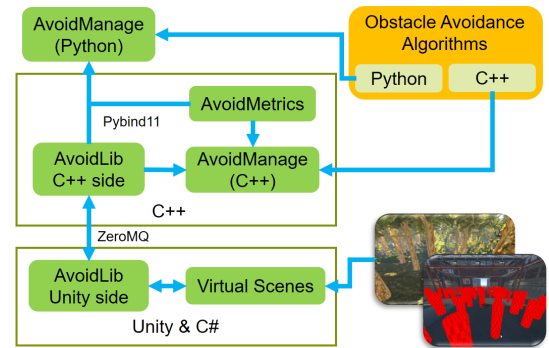 AvoidManage
(Python)
Obstacle Avoidance
Algorithms
Python
C++
AvoidMetrics
Pybind11
AvoidLib
C++ side
AvoidManage
(C++)
C++
ZeroMQ
AvoidLib
Unity side
Virtual Scenes
Unity & C#